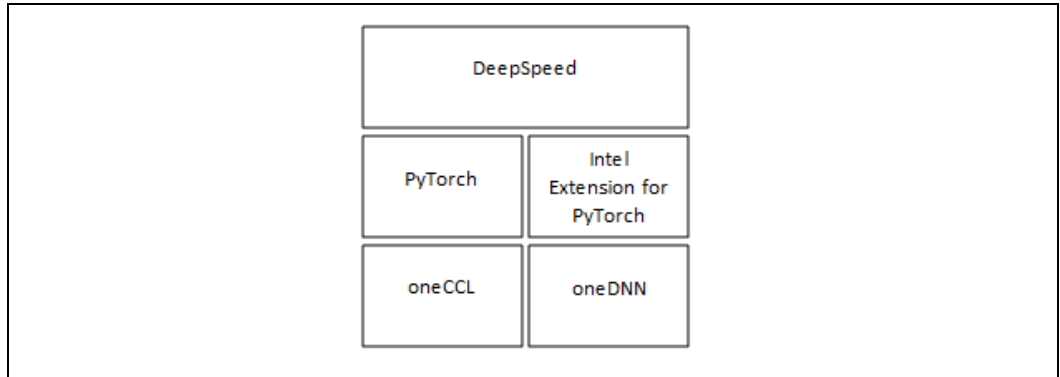 DeepSpeed
PyTorch
Intel
Extension for
PyTorch
oneCCL
oneDNN